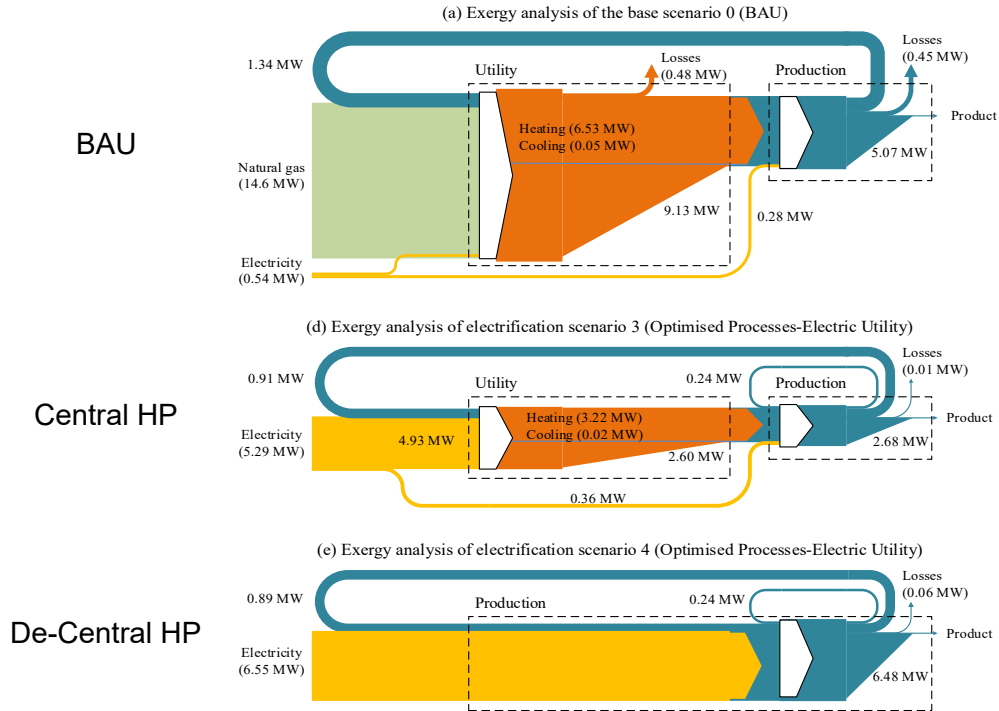 (a) Exergy analysis of the base scenario 0 (BAU)
BAU
1.34 MW
Utility
Losses
(0.48 MW)
Production
Losses
(0.45 MW)
Heating (6.53 MW)
Cooling (0.05 MW)
Product
5.07 MW
Natural gas
(14.6 MW)
9.13 MW
0.28 MW
Electricity
(0.54 MW)
(d) Exergy analysis of electrification scenario 3 (Optimised Processes-Electric Utility)
Central HP
0.91 MW
Utility
0.24 MW
Production
Losses
(0.01 MW)
Heating (3.22 MW)
Cooling (0.02 MW)
Product
Electricity
(5.29 MW)
4.93 MW
2.60 MW
2.68 MW
0.36 MW
(e) Exergy analysis of electrification scenario 4 (Optimised Processes-Electric Utility)
De-Central HP
0.89 MW
Production
0.24 MW
Losses
(0.06 MW)
Product
Electricity
(6.55 MW)
6.48 MW